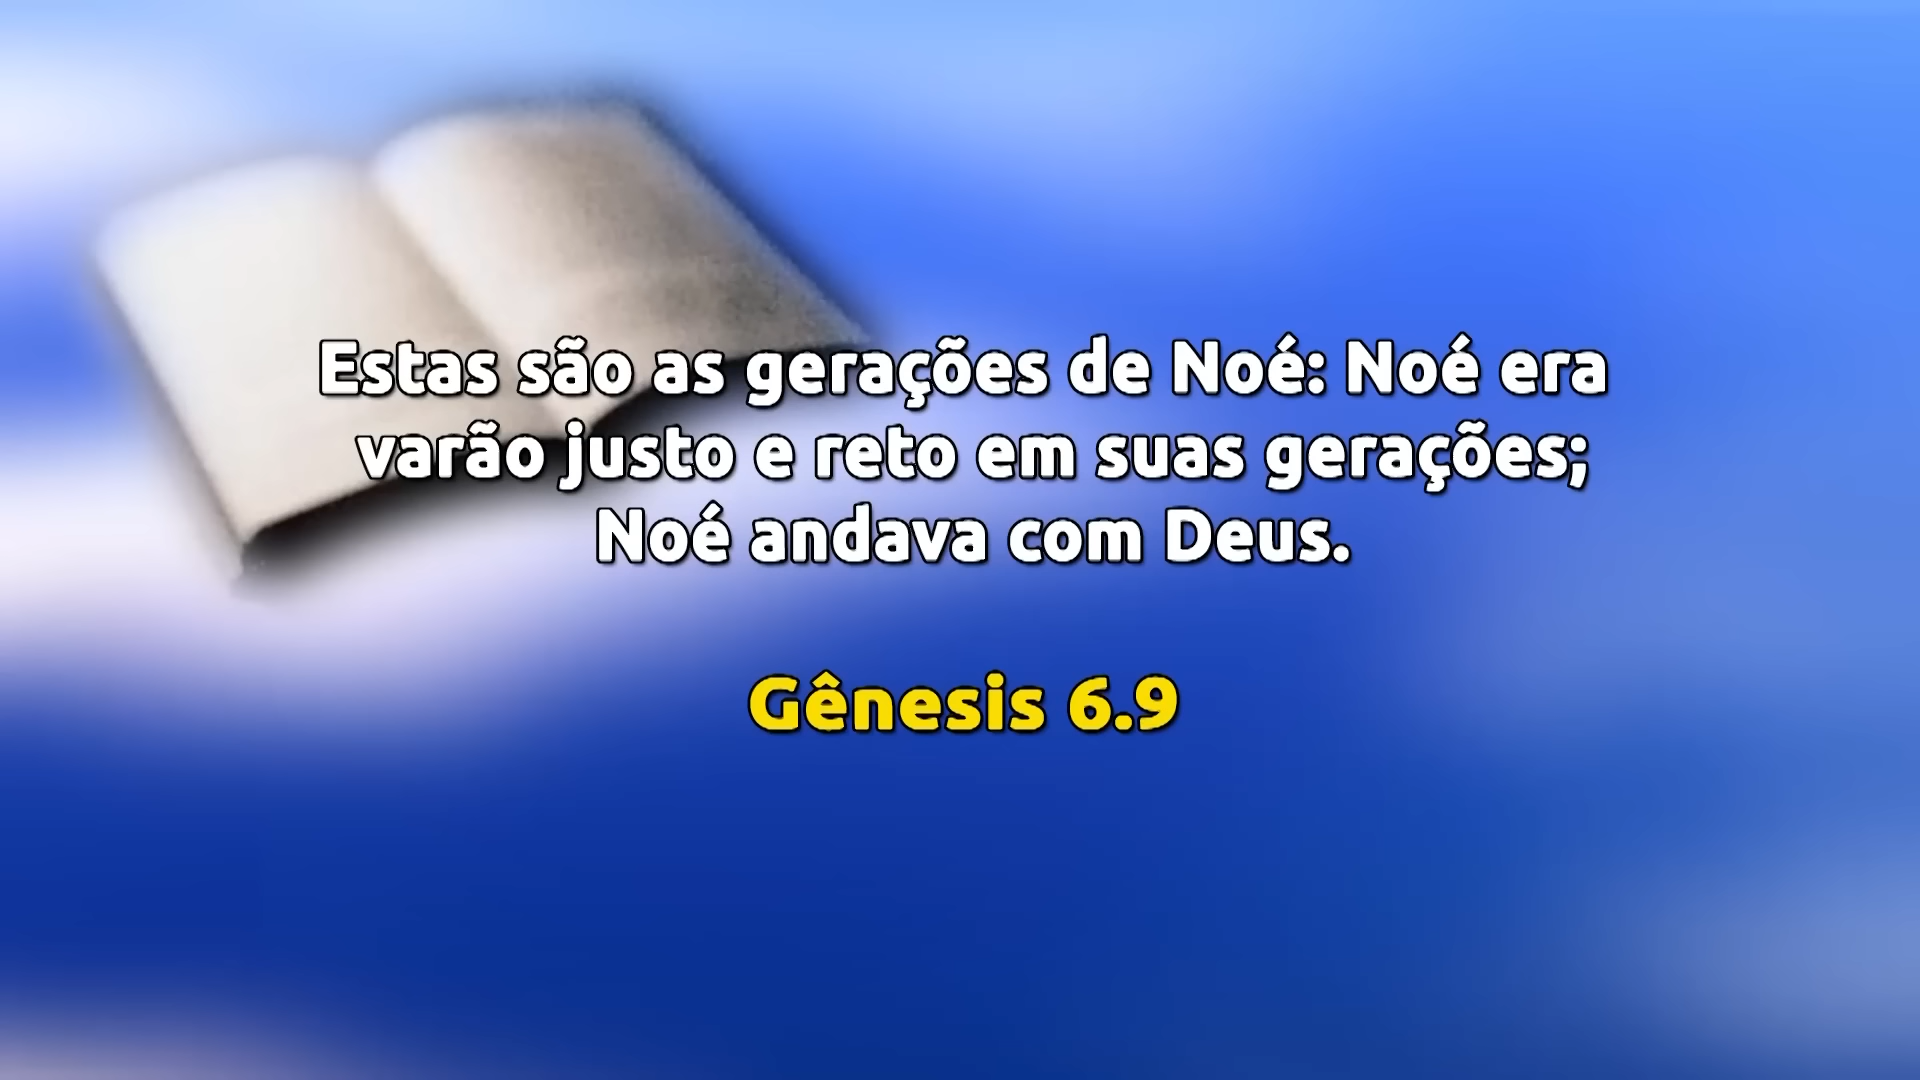 Estas são as gerações de Noé: Noé era
varão justo e reto em suas gerações;
Noé andava com Deus.
Gênesis 6.9